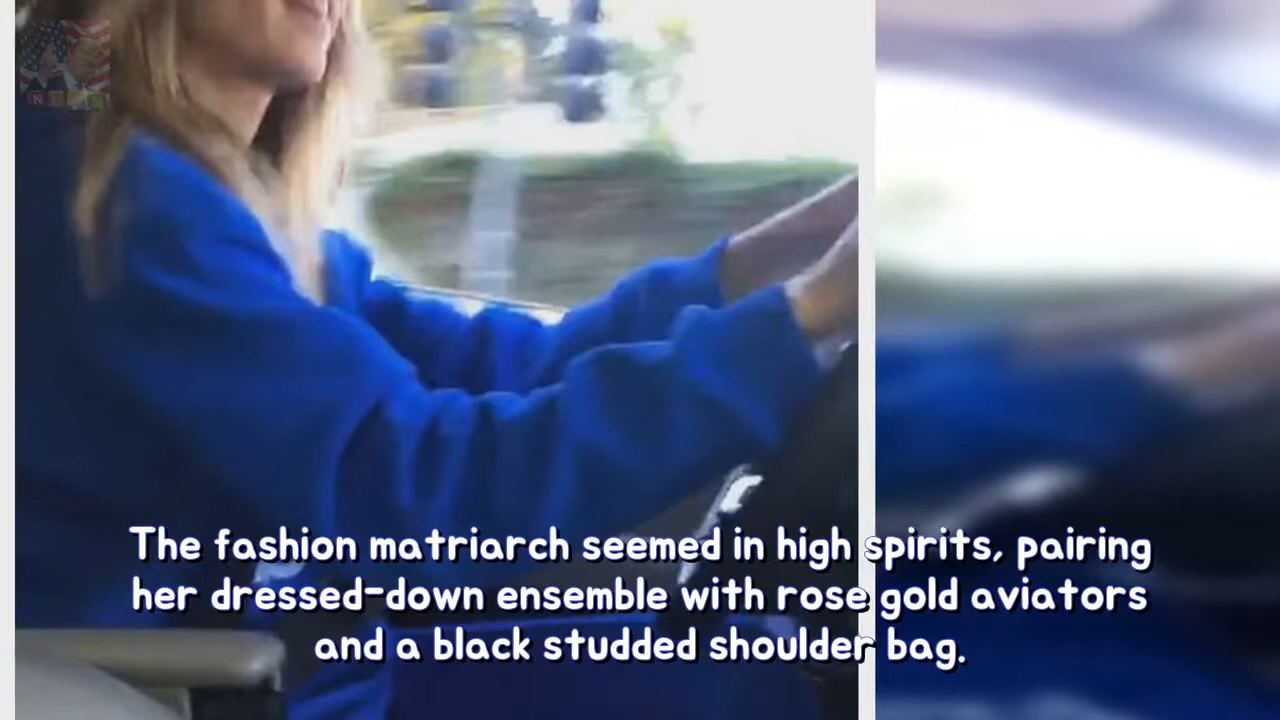 The fashion matriarch seemed in high spirits, pairing
her dressed-down ensemble with rose gold aviators
and a black studded shoulder bag.